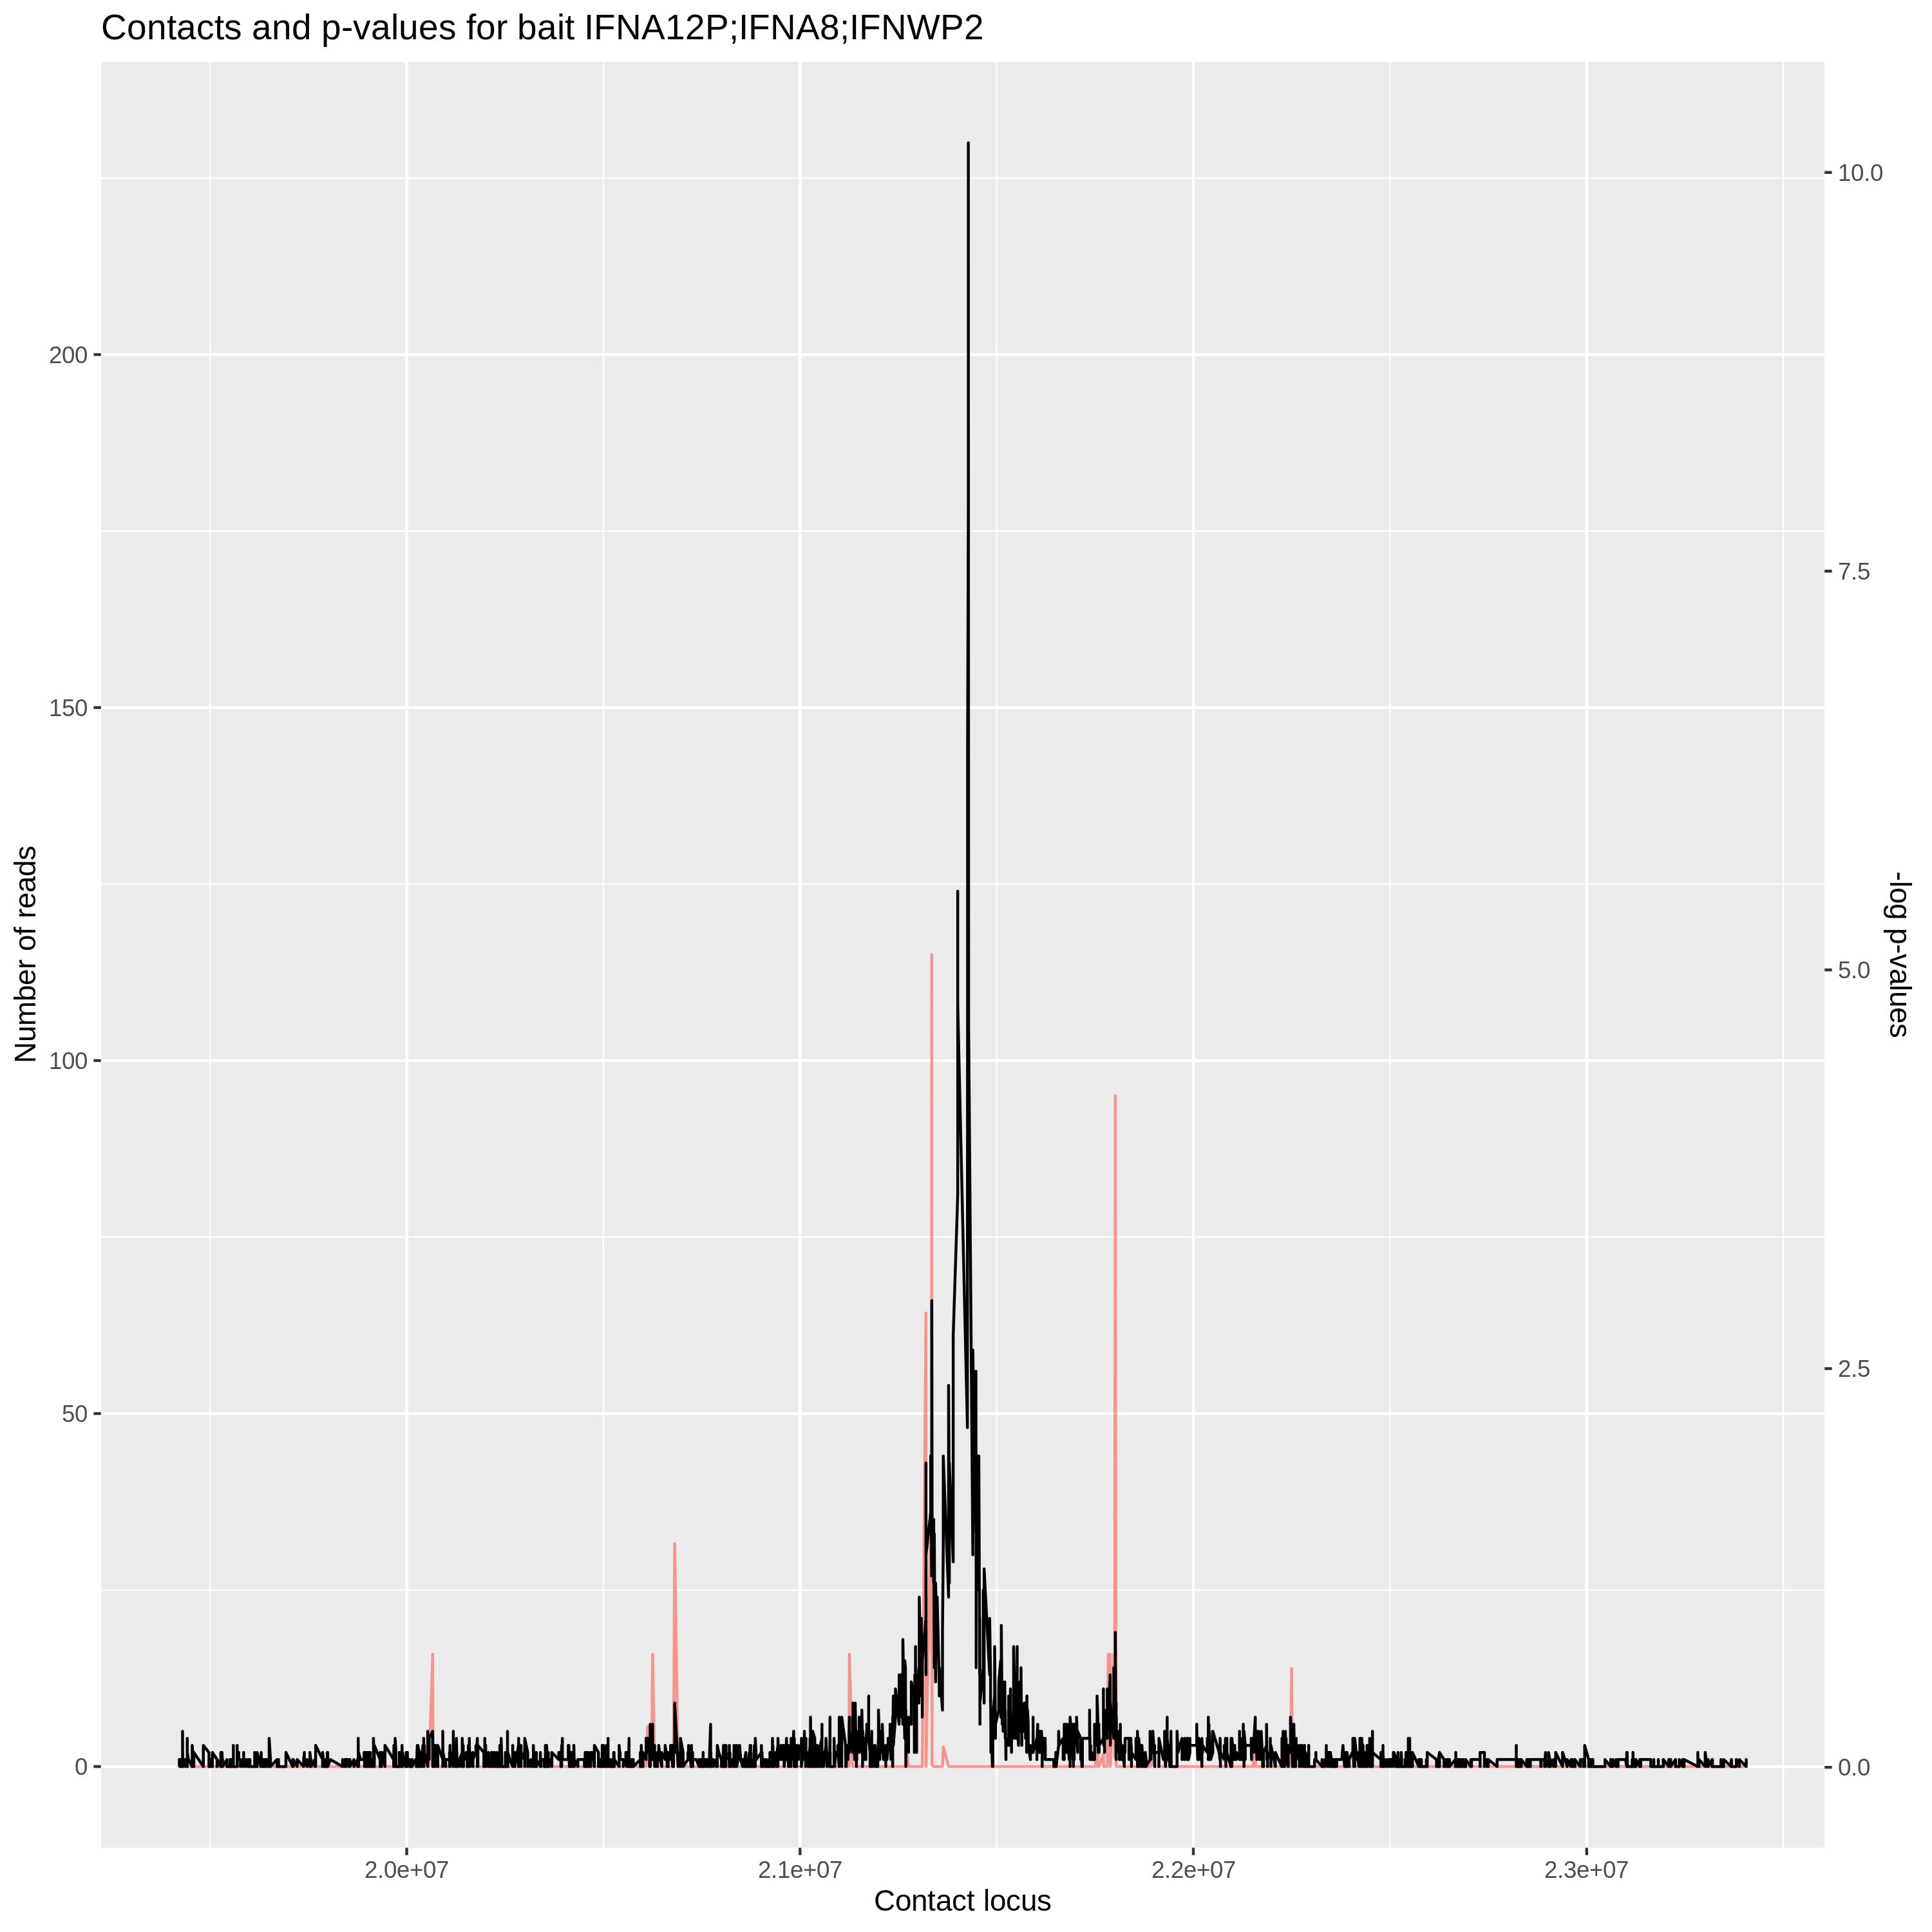 Contacts and p-values for bait IFNA12P;IFNA8;IFNWP2
Number of reads
200
150
100
50
0
10.0
7.5
5.0
2.5
0.0
-log p-values
2.0e+07
2.1e+07
2.2e+07
2.3e+07
Contact locus